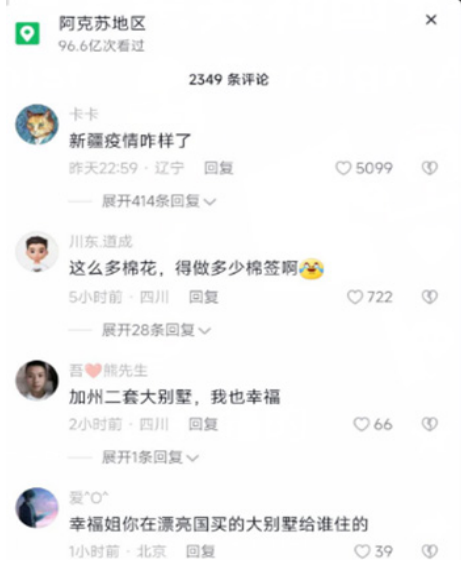 阿克苏地区
96.6亿次看过
2349 条评论
卡卡
新疆疫情咋样了
昨天22:59 · 辽宁 回复
5099
展开414条回复
川东.道成
这么多棉花，得做多少棉签啊😂
5小时前 · 四川 回复
722
展开28条回复
吾❤️熊先生
加州二套大别墅，我也幸福
2小时前 · 四川 回复
66
展开1条回复
爱^O^
幸福姐你在漂亮国买的大别墅给谁住的
1小时前 · 北京 回复
39